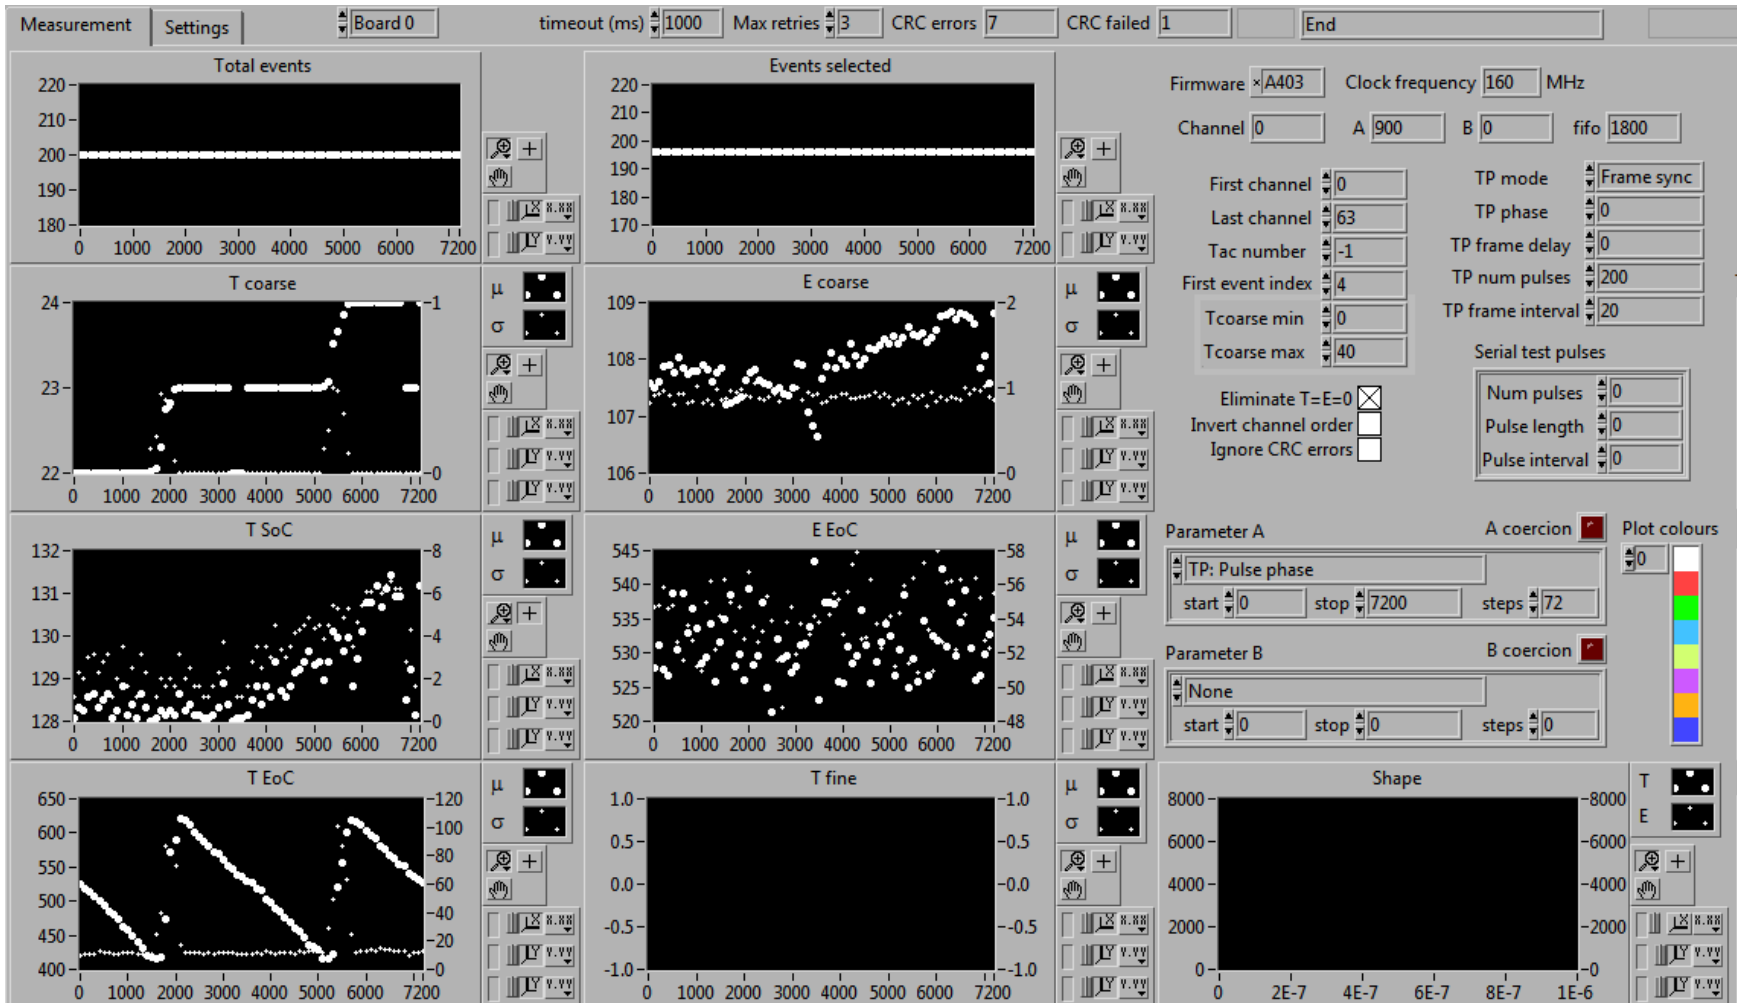 Measurement Settings Board 0 timeout (ms) 1000 Max retries 3 CRC errors 7 CRC failed 1 End
Total events
220
210
200
190
180
0 1000 2000 3000 4000 5000 6000 7200
Events selected
220
210
200
190
180
170
0 1000 2000 3000 4000 5000 6000 7200
Firmware ×A403 Clock frequency 160 MHz
Channel 0 A 900 B 0 fifo 1800
First channel 0
Last channel 63
Tac number -1
First event index 4
Tcoarse min 0
Tcoarse max 40
Eliminate T=E=0
Invert channel order
Ignore CRC errors
TP mode Frame sync
TP phase 0
TP frame delay 0
TP num pulses 200
TP frame interval 20
Serial test pulses
Num pulses 0
Pulse length 0
Pulse interval 0
T coarse
24 1
23
22 0
0 1000 2000 3000 4000 5000 6000 7200
μ
σ
E coarse
109 2
108
107 1
106 0
0 1000 2000 3000 4000 5000 6000 7200
μ
σ
T SoC
132 8
131 6
130 4
129 2
128 0
0 1000 2000 3000 4000 5000 6000 7200
μ
σ
E EoC
545 58
540 56
535 54
530 52
525 50
520 48
0 1000 2000 3000 4000 5000 6000 7200
μ
σ
Parameter A A coercion
TP: Pulse phase
start 0 stop 7200 steps 72
Parameter B B coercion
None
start 0 stop 0 steps 0
Plot colours
0
T EoC
650 120
600 100
550 80
500 60
450 40
400 20
0
0 1000 2000 3000 4000 5000 6000 7200
μ
σ
T fine
1.0 1.0
0.5 0.5
0.0 0.0
-0.5 -0.5
-1.0 -1.0
0 1000 2000 3000 4000 5000 6000 7200
μ
σ
Shape
8000 8000
6000 6000
4000 4000
2000 2000
0 0
0 2E-7 4E-7 6E-7 8E-7 1E-6
T
E